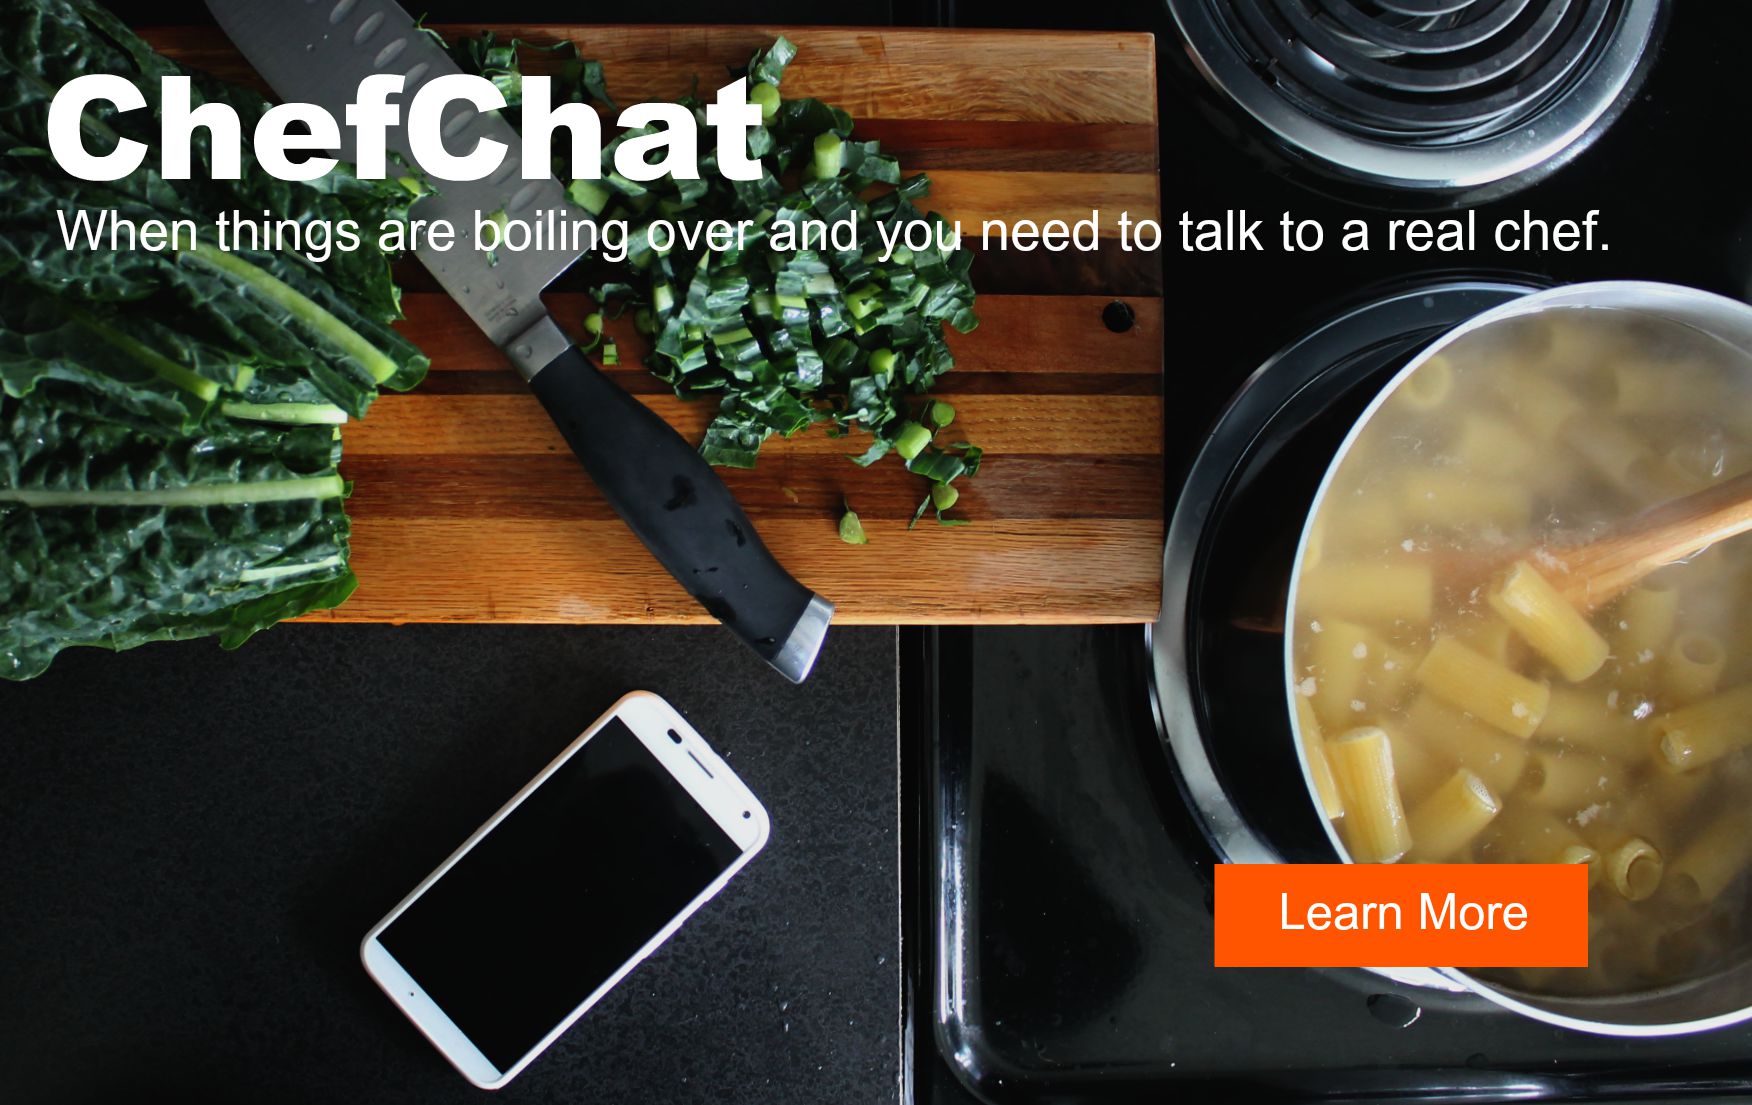 ChefChat
When things are boiling over and you need to talk to a real chef.
Learn More